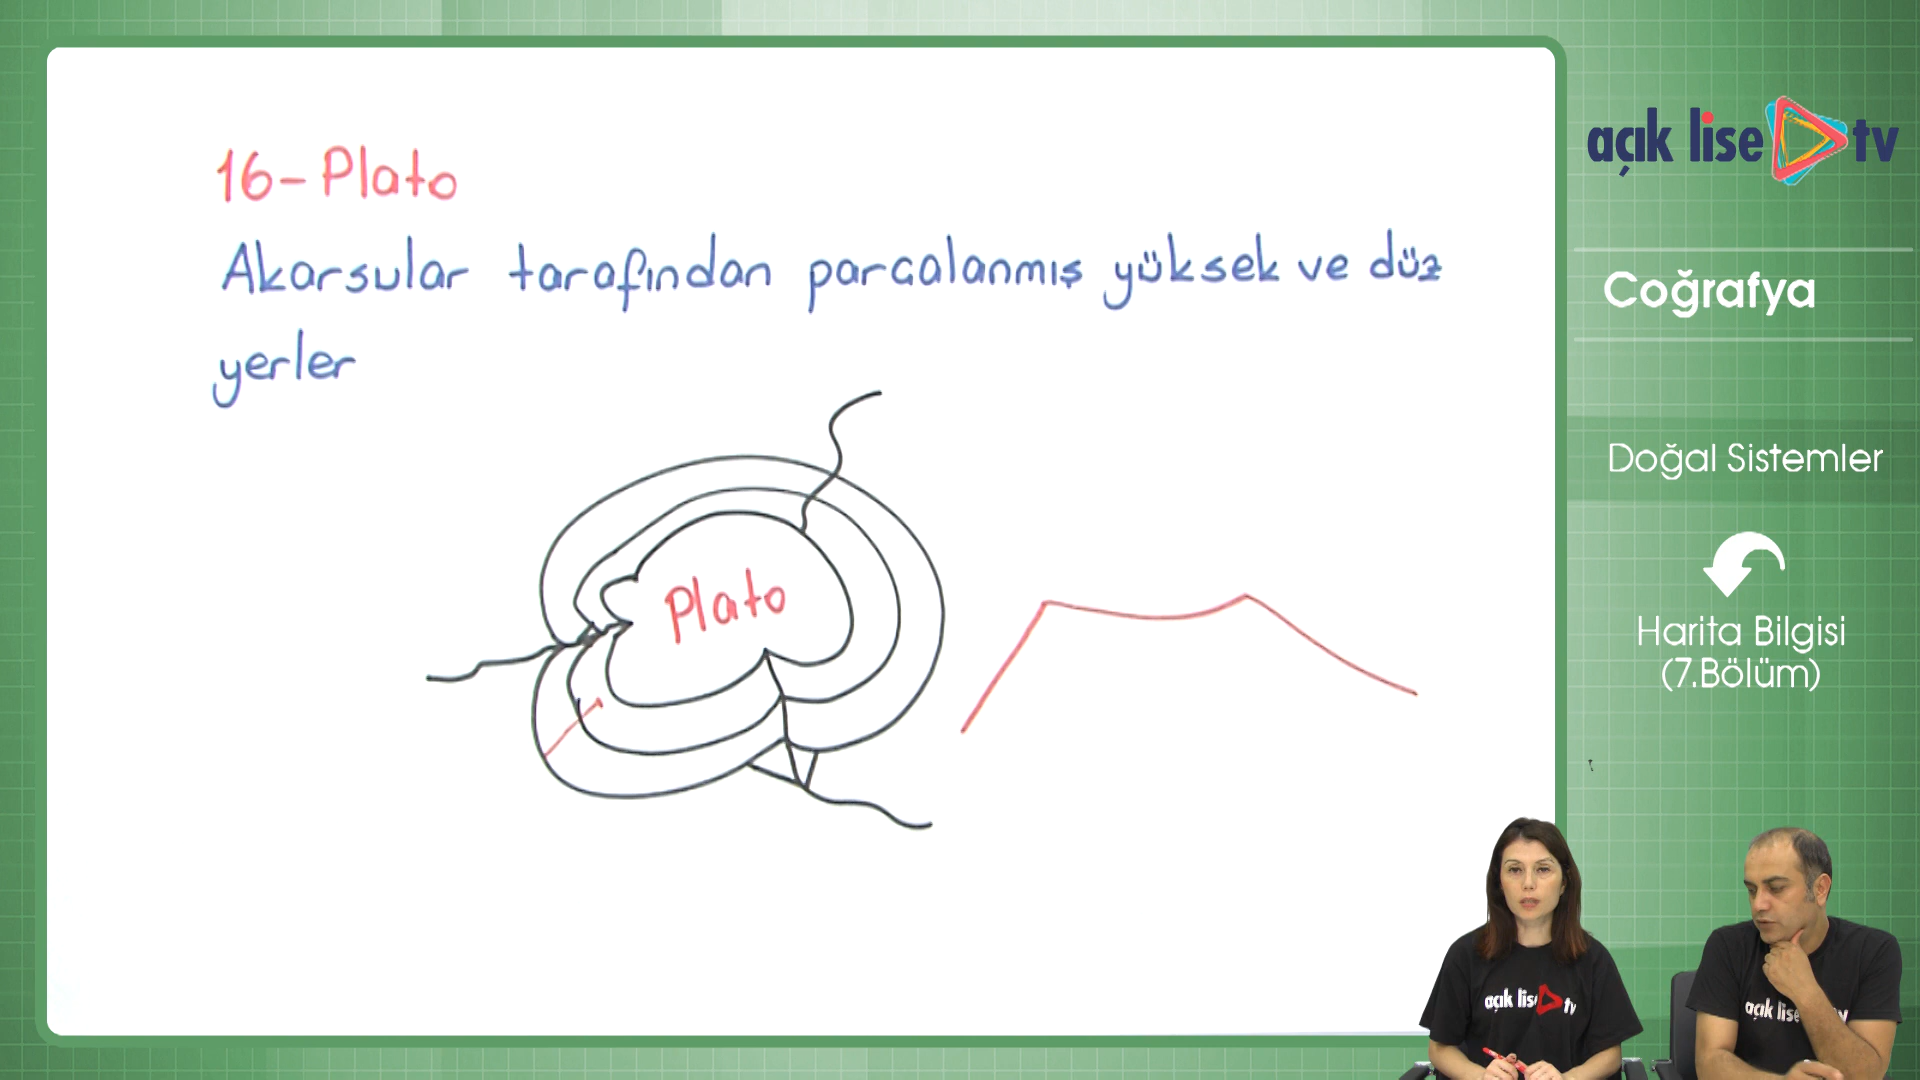 16- Plato
Akarsular tarafından parcalanmış yüksek ve düz
yerler
Plato
açık lise tv
Coğrafya
Doğal Sistemler
Harita Bilgisi
(7.Bölüm)
açık lise tv
açık lise